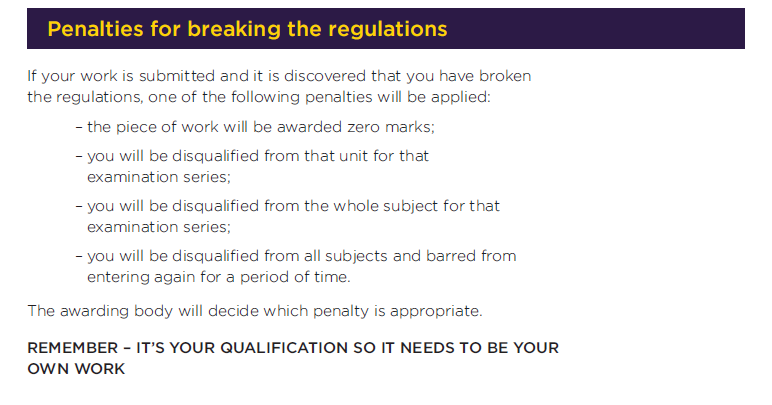 Penalties for breaking the regulations
If your work is submitted and it is discovered that you have broken
the regulations, one of the following penalties will be applied:
– the piece of work will be awarded zero marks;
– you will be disqualified from that unit for that
examination series;
– you will be disqualified from the whole subject for that
examination series;
– you will be disqualified from all subjects and barred from
entering again for a period of time.
The awarding body will decide which penalty is appropriate.
REMEMBER – IT’S YOUR QUALIFICATION SO IT NEEDS TO BE YOUR
OWN WORK